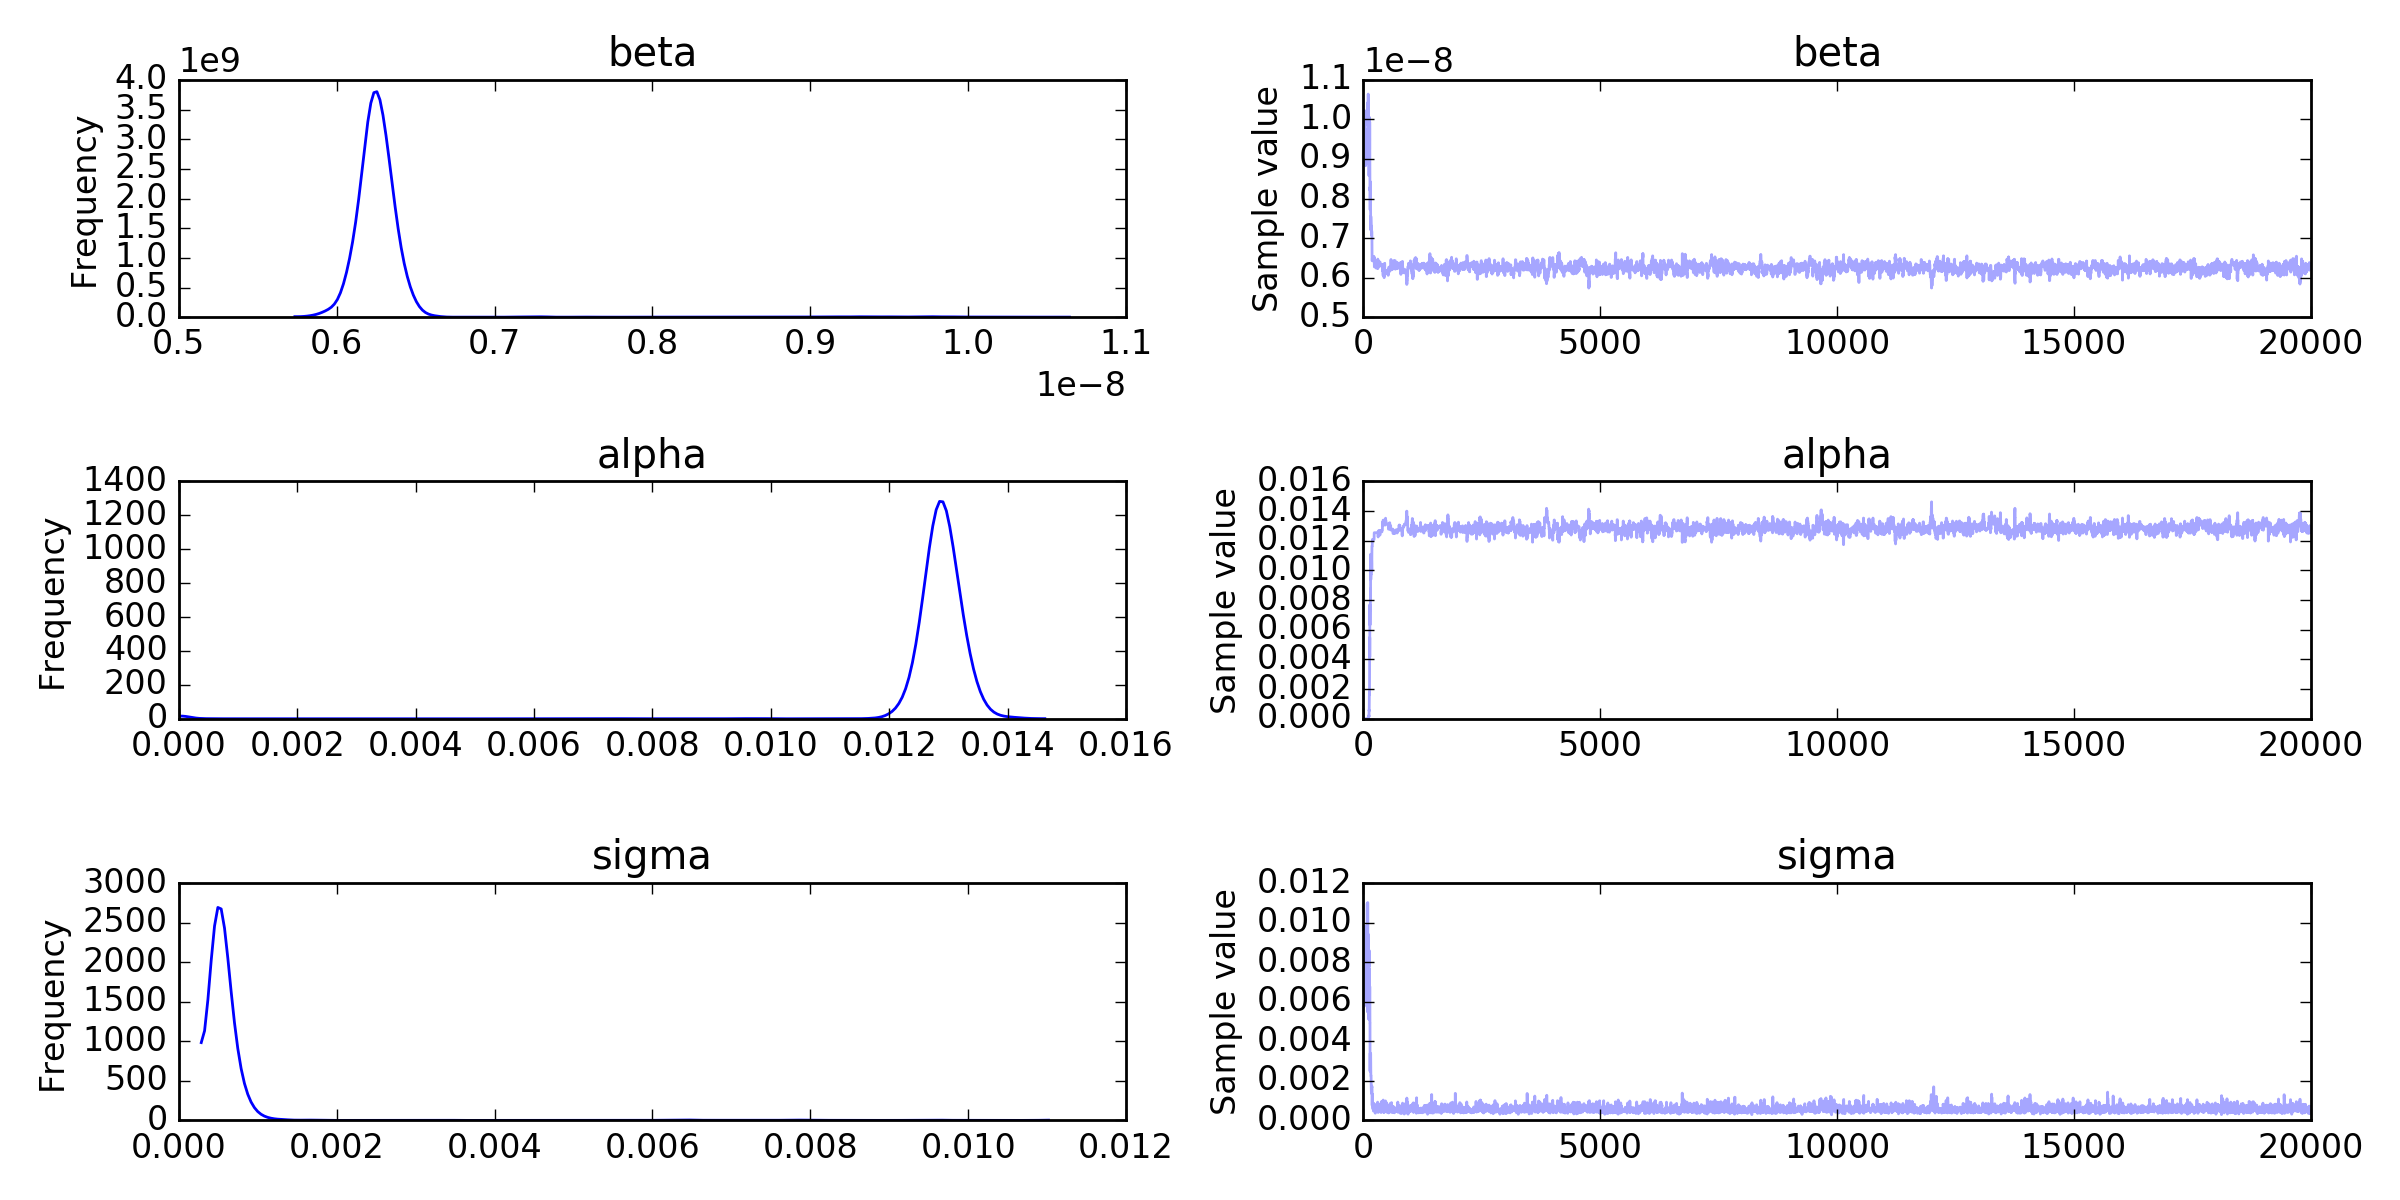 beta
1e9
4.0
3.5
3.0
2.5
2.0
1.5
1.0
0.5
0.0
Frequency
0.5 0.6 0.7 0.8 0.9 1.0 1.1
1e−8
beta
1e−8
1.1
1.0
0.9
0.8
0.7
0.6
0.5
Sample value
0 5000 10000 15000 20000
alpha
1400
1200
1000
800
600
400
200
0
Frequency
0.000 0.002 0.004 0.006 0.008 0.010 0.012 0.014 0.016
alpha
0.016
0.014
0.012
0.010
0.008
0.006
0.004
0.002
0.000
Sample value
0 5000 10000 15000 20000
sigma
3000
2500
2000
1500
1000
500
0
Frequency
0.000 0.002 0.004 0.006 0.008 0.010 0.012
sigma
0.012
0.010
0.008
0.006
0.004
0.002
0.000
Sample value
0 5000 10000 15000 20000